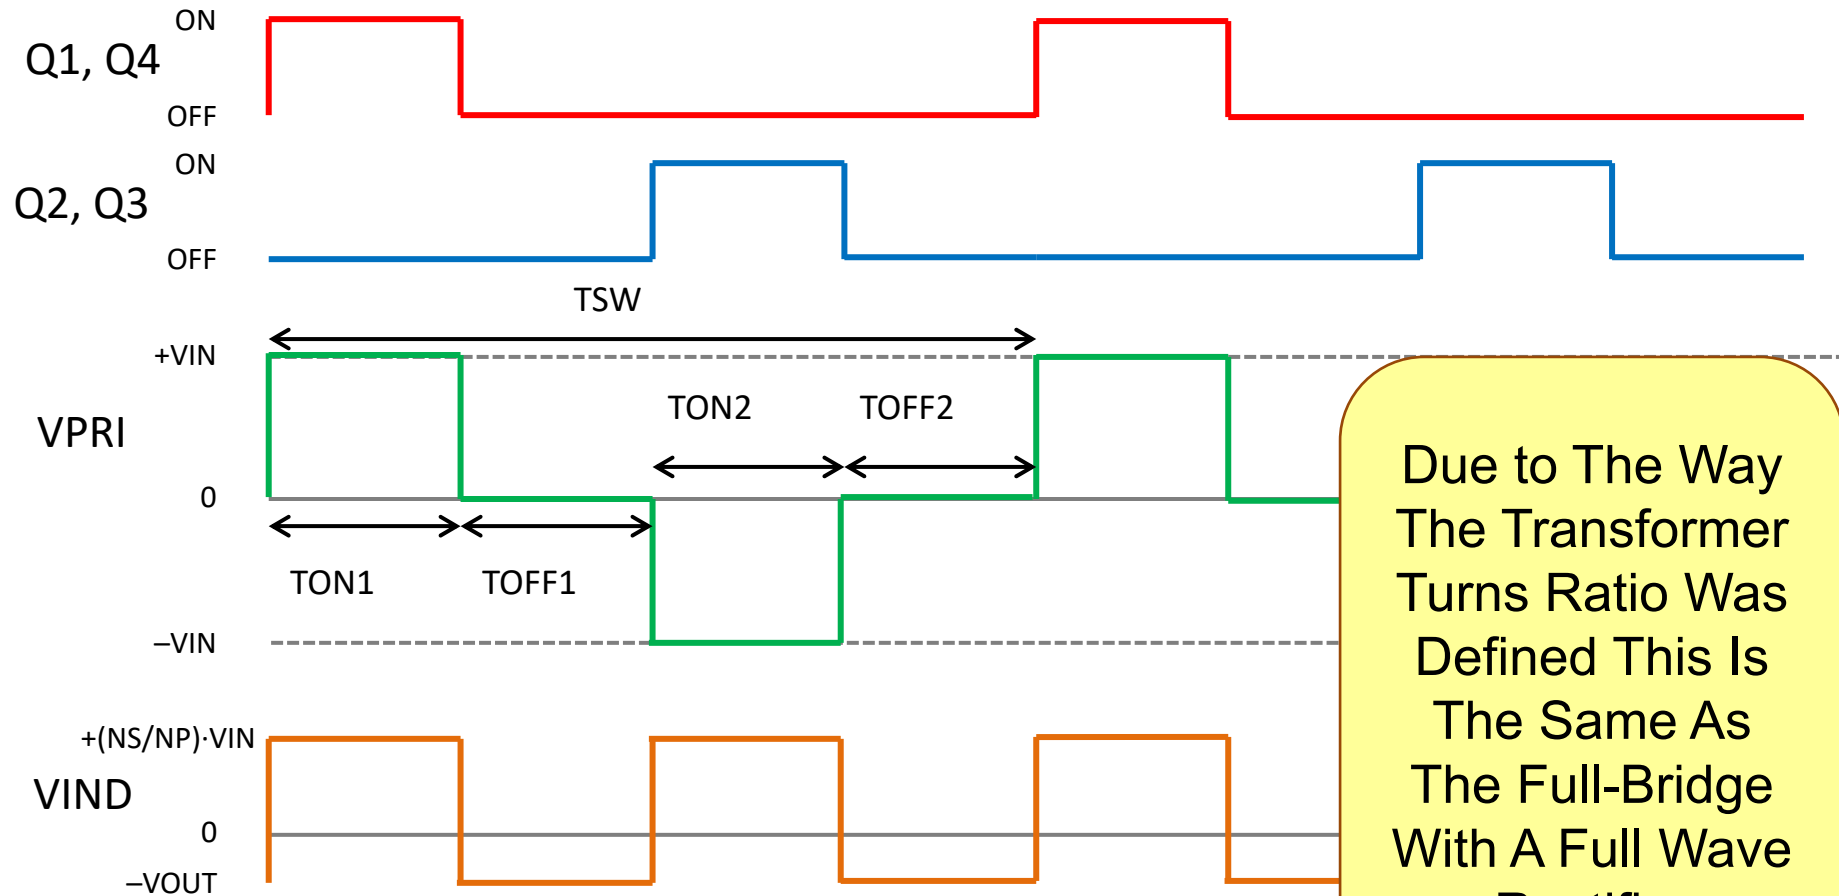 ON
Q1, Q4
OFF
ON
Q2, Q3
OFF
TSW
+VIN
TON2 TOFF2
VPRI
0
TON1 TOFF1
–VIN
+(NS/NP)·VIN
VIND
0
–VOUT
Due to The Way
The Transformer
Turns Ratio Was
Defined This Is
The Same As
The Full-Bridge
With A Full Wave